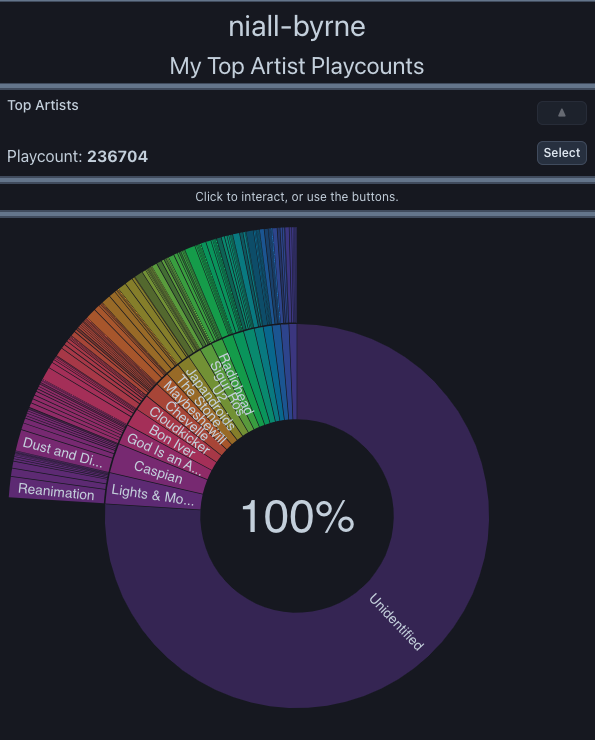 niall-byrne
My Top Artist Playcounts
Top Artists
▲
Playcount: 236704
Select
Click to interact, or use the buttons.
Radiohead
Sigur Rós
U2
Japandroids
The Stone
Maybeshewill
Chevelle
Cloudkicker
Bon Iver
God Is an A...
Caspian
Lights & Mo...
Dust and Di...
Reanimation
100%
Unidentified